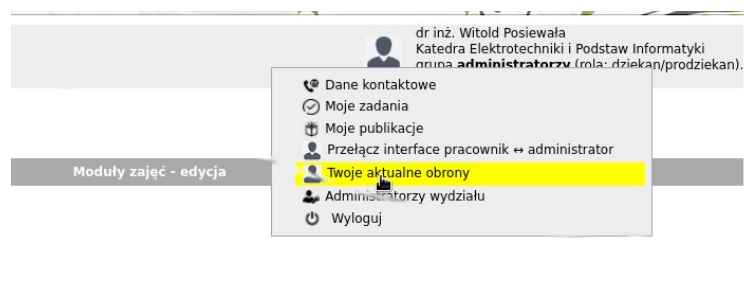 dr inż. Witold Posiewała
Katedra Elektrotechniki i Podstaw Informatyki
grupa administratorzy (rola: dziekan/prodziekan).
Dane kontaktowe
Moje zadania
Moje publikacje
Przełącz interface pracownik ↔ administrator
Moduły zajęć - edycja
Twoje aktualne obrony
Administratorzy wydziału
Wyloguj